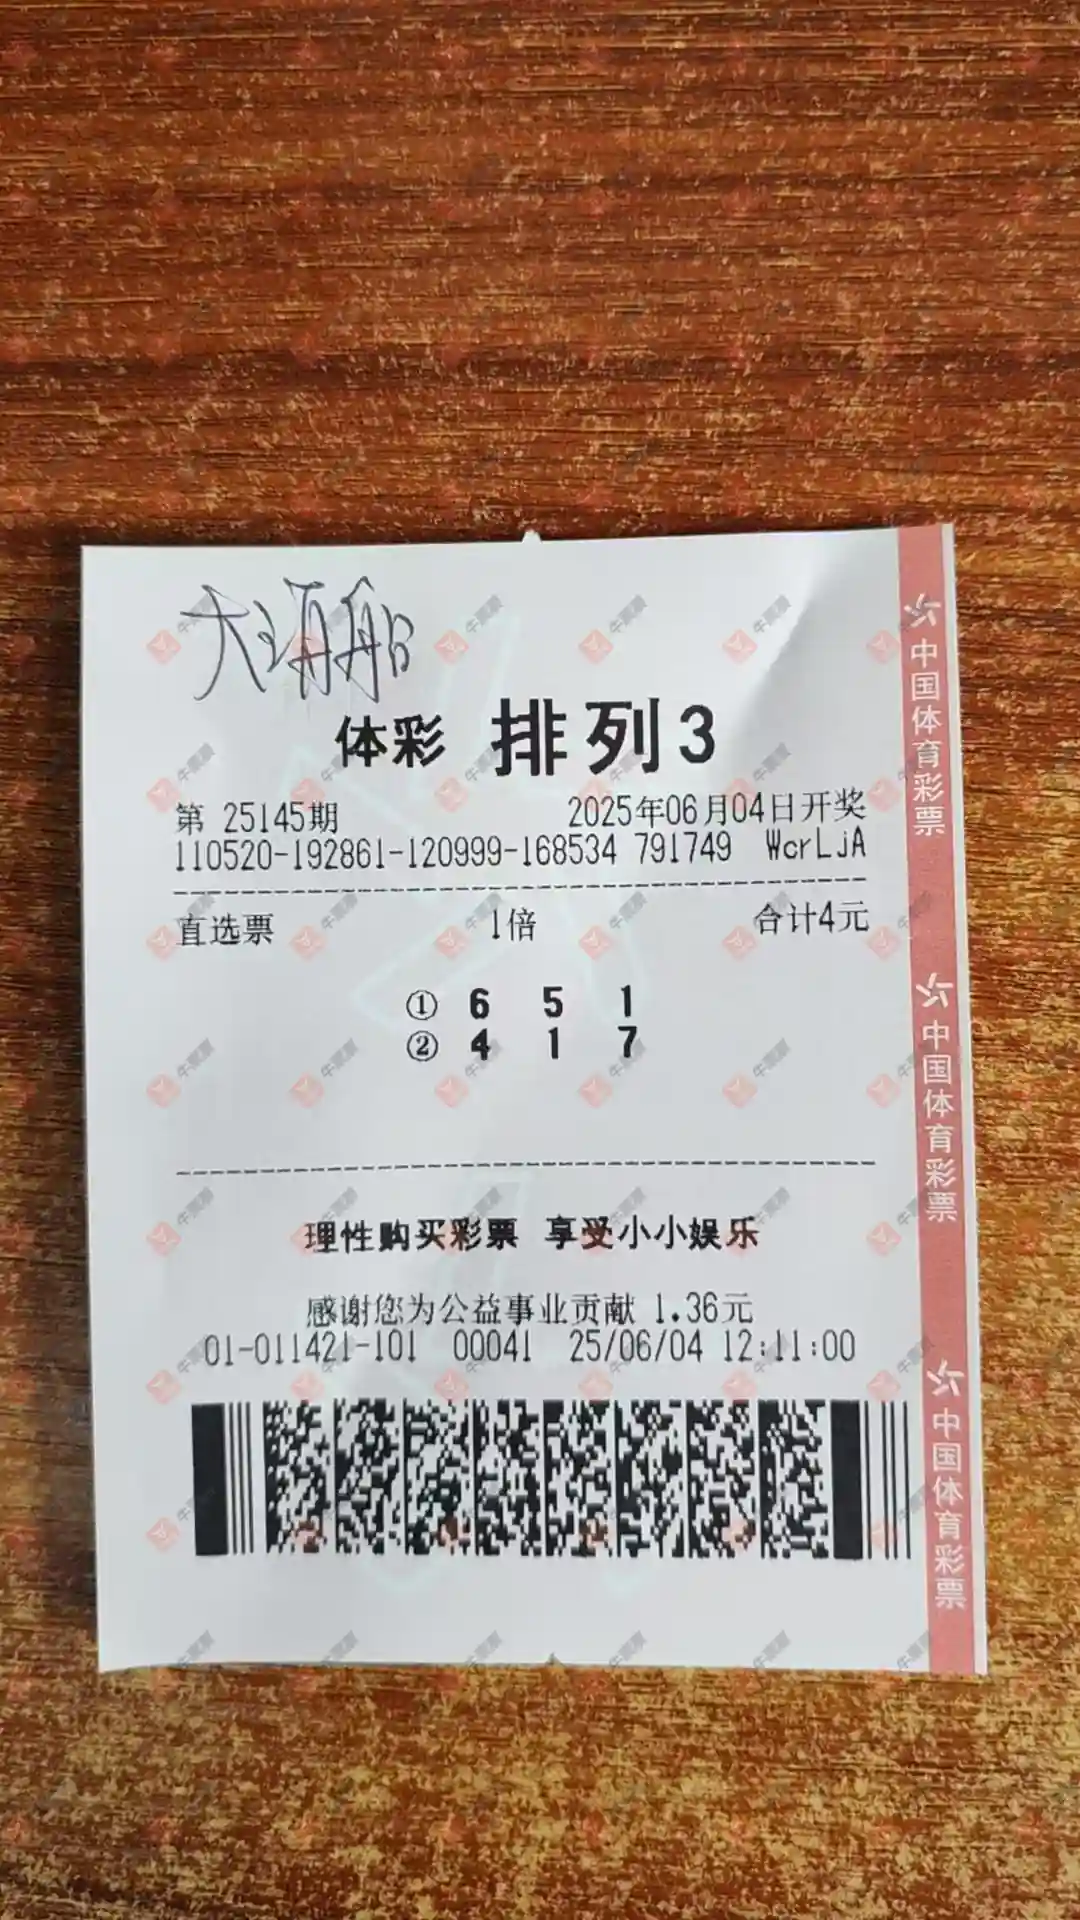 体彩 排列3
第 25145期 2025年06月04日开奖
110520-192861-120999-168534 791749 WcrLjA
直选票 1倍 合计4元
① 6 5 1
② 4 1 7
理性购买彩票 享受小小娱乐
感谢您为公益事业贡献 1.36元
01-011421-101 00041 25/06/04 12:11:00
中国体育彩票
中国体育彩票
中国体育彩票